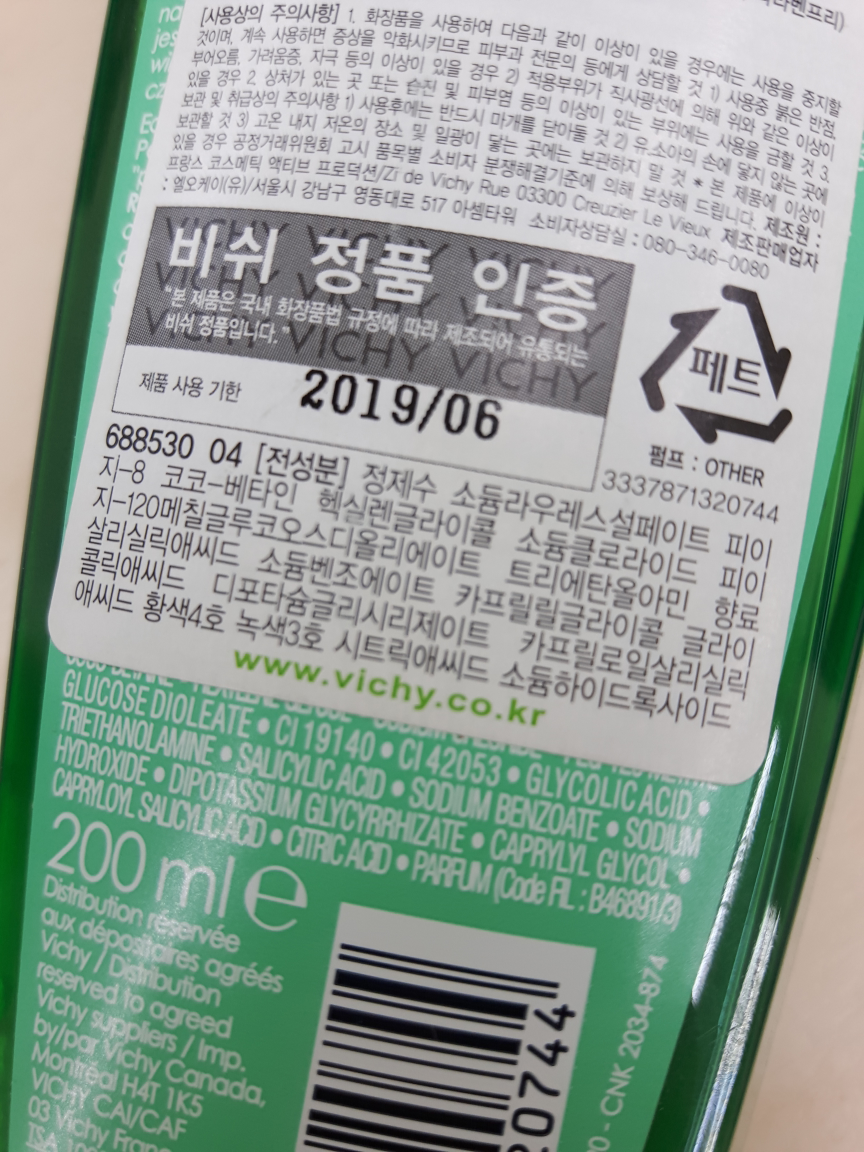 [사용상의 주의사항] 1. 화장품을 사용하여 다음과 같이 이상이 있을 경우에는 사용을 중지할
것이며, 계속 사용하면 증상을 악화시키므로 피부과 전문의 등에게 상담할 것 1) 사용중 붉은 반점,
부어오름, 가려움증, 자극 등의 이상이 있을 경우 2) 적용부위가 직사광선에 의해 위와 같은 이상이
있을 경우 2. 상처가 있는 곳 또는 습진 및 피부염 등의 이상이 있는 부위에는 사용을 금할 것 3.
보관 및 취급상의 주의사항 1) 사용후에는 반드시 마개를 닫아둘 것 2) 유.소아의 손에 닿지 않는 곳에
보관할 것 3) 고온 내지 저온의 장소 및 일광이 닿는 곳에는 보관하지 말 것 * 본 제품에 이상이
있을 경우 공정거래위원회 고시 품목별 소비자 분쟁해결기준에 의해 보상해 드립니다. 제조원 :
프랑스 코스메틱 액티브 프로덕션/Zi de Vichy Rue 03300 Creuzier Le Vieux 제조판매업자
: 엘오케이(유)/서울시 강남구 영동대로 517 아셈타워 소비자상담실 : 080-346-0080
비쉬 정품 인증
"본 제품은 국내 화장품법 규정에 따라 제조되어 유통되는
비쉬 정품입니다."
VICHY VICHY
제품 사용 기한 2019/06
페트
펌프 : OTHER
3337871320744
688530 04 [전성분] 정제수 소듐라우레스설페이트 피이
지-8 코코-베타인 헥실렌글라이콜 소듐클로라이드 피이
지-120메칠글루코오스디올리에이트 트리에탄올아민 향료
살리실릭애씨드 소듐벤조에이트 카프릴릴글라이콜 글라이
콜릭애씨드 디포타슘글리시리제이트 카프릴로일살리실릭
애씨드 황색4호 녹색3호 시트릭애씨드 소듐하이드록사이드
www.vichy.co.kr
GLUCOSE DIOLEATE • CI 19140 • CI 42053 • GLYCOLIC ACID •
TRIETHANOLAMINE • SALICYLIC ACID • SODIUM BENZOATE • SODIUM
HYDROXIDE • DIPOTASSIUM GLYCYRRHIZATE • CAPRYLYL GLYCOL •
CAPRYLOYL SALICYLIC ACID • CITRIC ACID • PARFUM (Code FIL : B46891/3)
200 ml e
Distribution réservée
aux dépositaires agréés
Vichy / Distribution
reserved to agreed
Vichy suppliers / Imp.
by/par Vichy Canada,
Montréal H4T 1K5
VICHY CAI/CAF
03 Vichy France
20744
CNK 2034-874